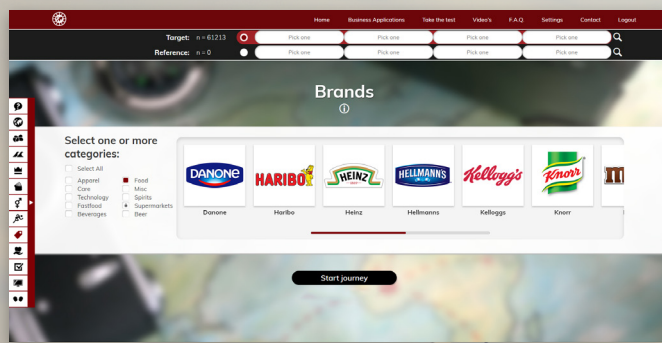 Home Business Applications Take the test Video's F.A.Q. Settings Contact Logout
Target: n = 61213 Pick one Pick one Pick one Pick one
Reference: n = 0 Pick one Pick one Pick one Pick one
Brands
Select one or more
categories:
Select All
Apparel Food
Care Misc
Technology Spirits
Fastfood Supermarkets
Beverages Beer
DANONE HARIBO HEINZ HELLMANN'S Kellogg's Knorr
Danone Haribo Heinz Hellmanns Kelloggs Knorr
Start journey